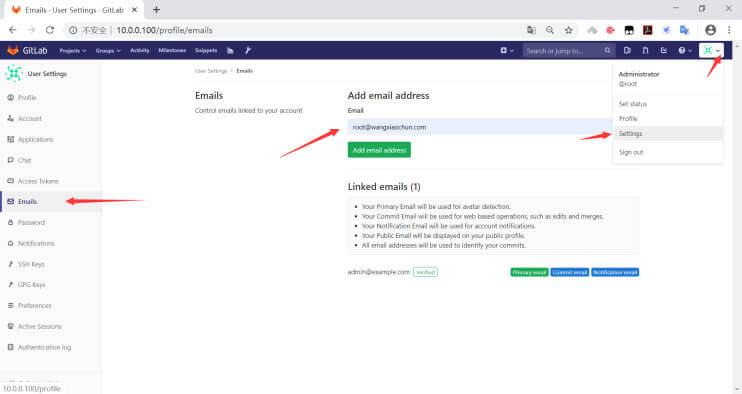 Emails · User Settings · GitLab
不安全 | 10.0.0.100/profile/emails
GitLab Projects Groups Activity Milestones Snippets Search or jump to...
User Settings
Profile
Account
Applications
Chat
Access Tokens
Emails
Password
Notifications
SSH Keys
GPG Keys
Preferences
Active Sessions
Authentication log
10.0.0.100/profile
User Settings > Emails
Emails
Control emails linked to your account
Add email address
Email
root@wangxiaochun.com
Add email address
Linked emails (1)
Your Primary Email will be used for avatar detection.
Your Commit Email will be used for web based operations, such as edits and merges.
Your Notification Email will be used for account notifications.
Your Public Email will be displayed on your public profile.
All email addresses will be used to identify your commits.
admin@example.com Verified Primary email Commit email Notification email
Administrator
@root
Set status
Profile
Settings
Sign out